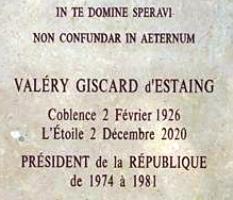 IN TE DOMINE SPERAVI
NON CONFUNDAR IN AETERNUM
VALÉRY GISCARD d'ESTAING
Coblence 2 Février 1926
L'Étoile 2 Décembre 2020
PRÉSIDENT de la RÉPUBLIQUE
de 1974 à 1981